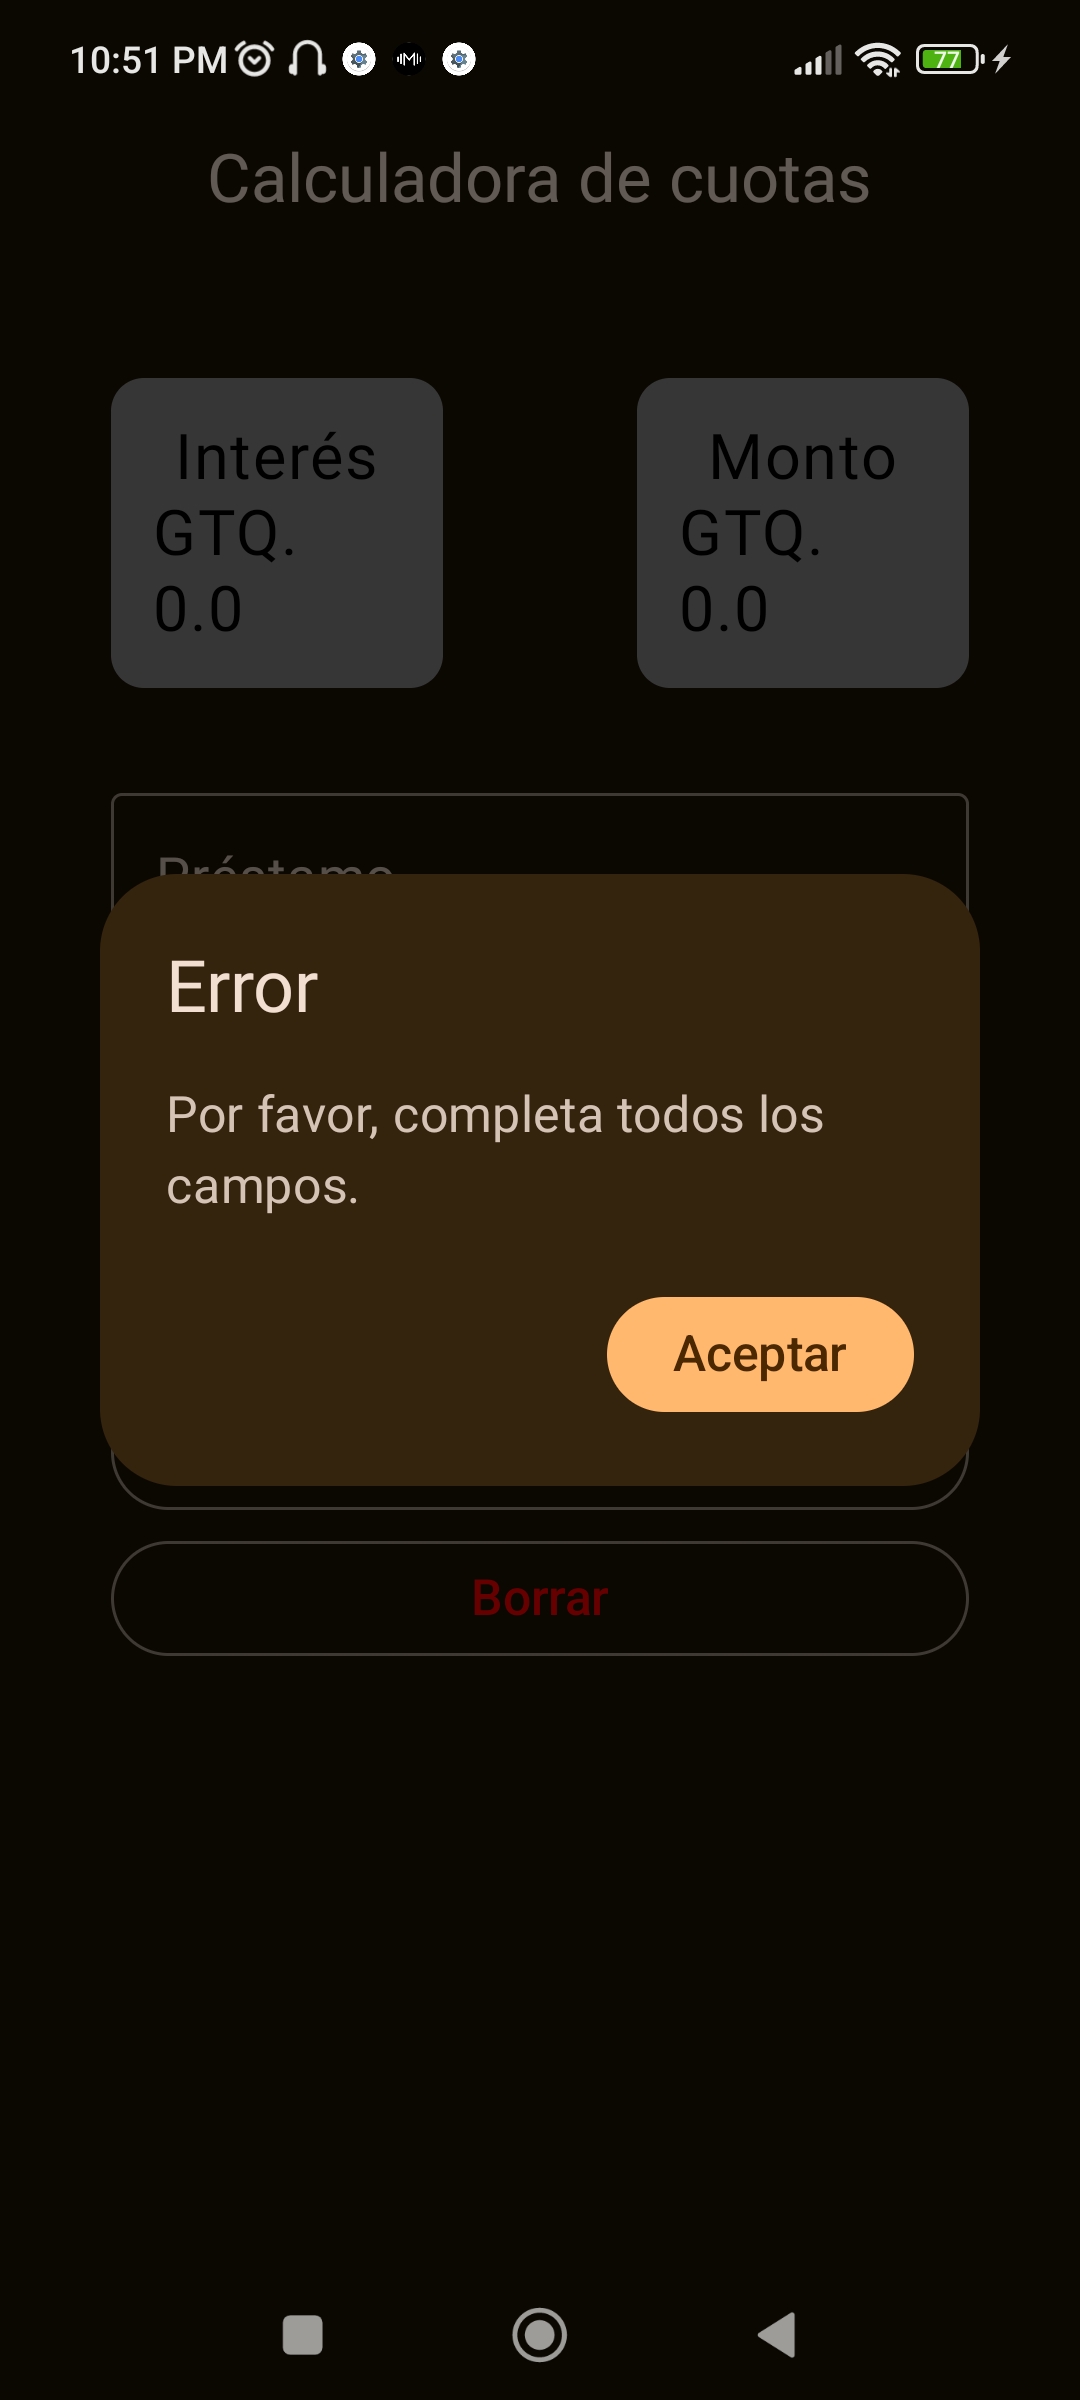 10:51 PM
77
Calculadora de cuotas
Interés
GTQ.
0.0
Monto
GTQ.
0.0
Préstamo
Error
Por favor, completa todos los
campos.
Aceptar
Borrar